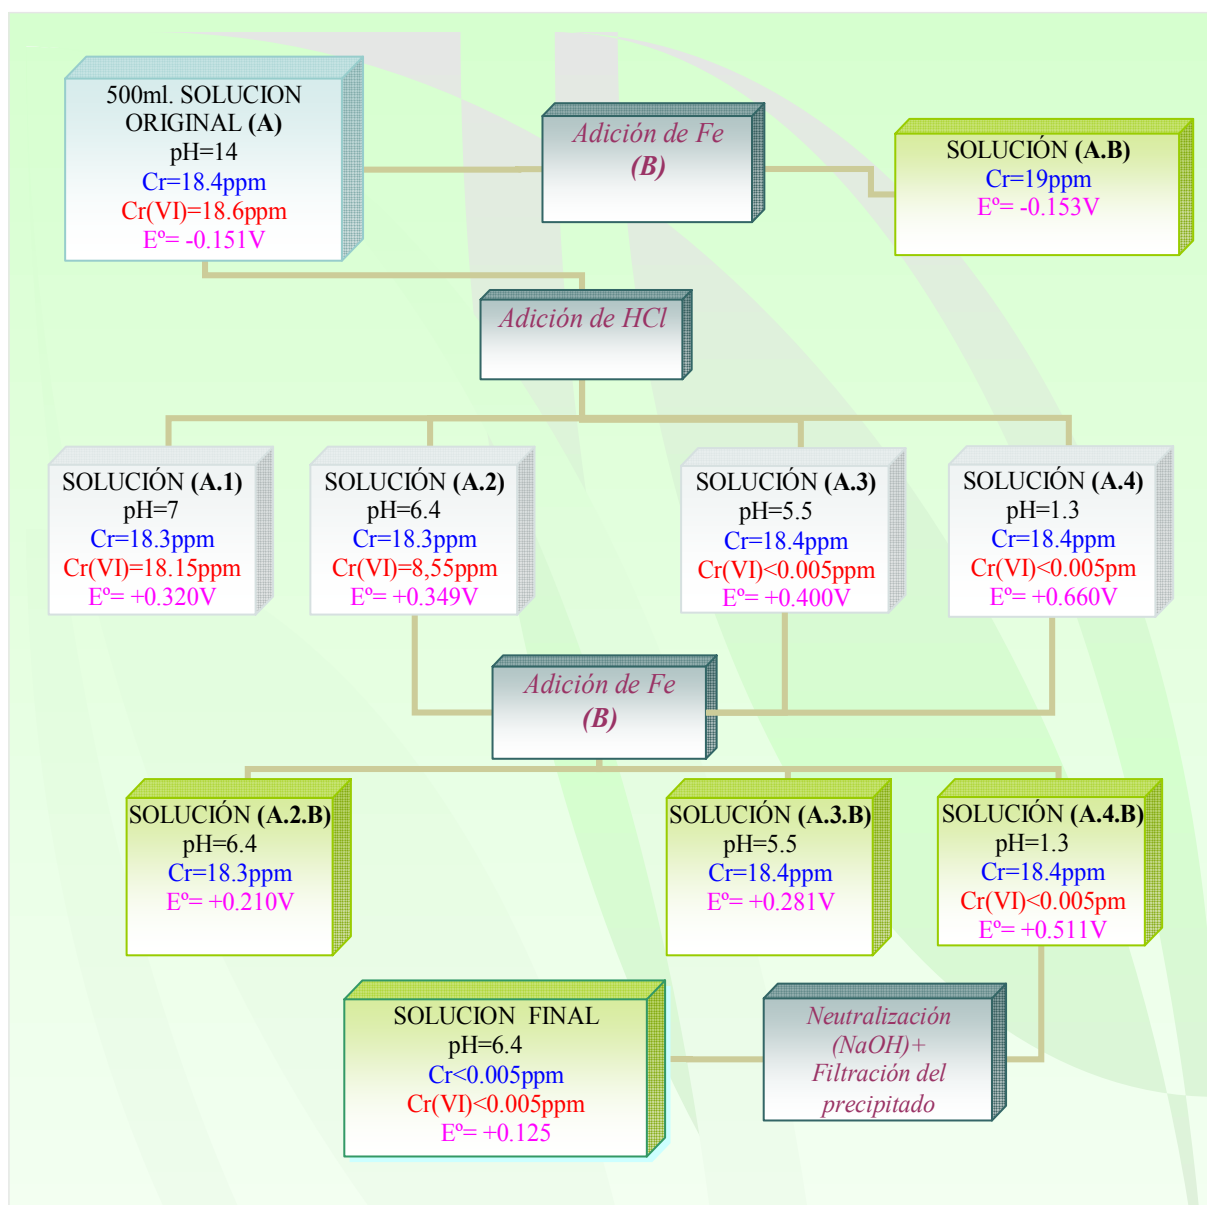 500ml. SOLUCION
ORIGINAL (A)
pH=14
Cr=18.4ppm
Cr(VI)=18.6ppm
Eº= -0.151V
Adición de Fe
(B)
SOLUCIÓN (A.B)
Cr=19ppm
Eº= -0.153V
Adición de HCl
SOLUCIÓN (A.1)
pH=7
Cr=18.3ppm
Cr(VI)=18.15ppm
Eº= +0.320V
SOLUCIÓN (A.2)
pH=6.4
Cr=18.3ppm
Cr(VI)=8,55ppm
Eº= +0.349V
SOLUCIÓN (A.3)
pH=5.5
Cr=18.4ppm
Cr(VI)<0.005ppm
Eº= +0.400V
SOLUCIÓN (A.4)
pH=1.3
Cr=18.4ppm
Cr(VI)<0.005pm
Eº= +0.660V
Adición de Fe
(B)
SOLUCIÓN (A.2.B)
pH=6.4
Cr=18.3ppm
Eº= +0.210V
SOLUCIÓN (A.3.B)
pH=5.5
Cr=18.4ppm
Eº= +0.281V
SOLUCIÓN (A.4.B)
pH=1.3
Cr=18.4ppm
Cr(VI)<0.005pm
Eº= +0.511V
SOLUCION FINAL
pH=6.4
Cr<0.005ppm
Cr(VI)<0.005ppm
Eº= +0.125
Neutralización
(NaOH)+
Filtración del
precipitado